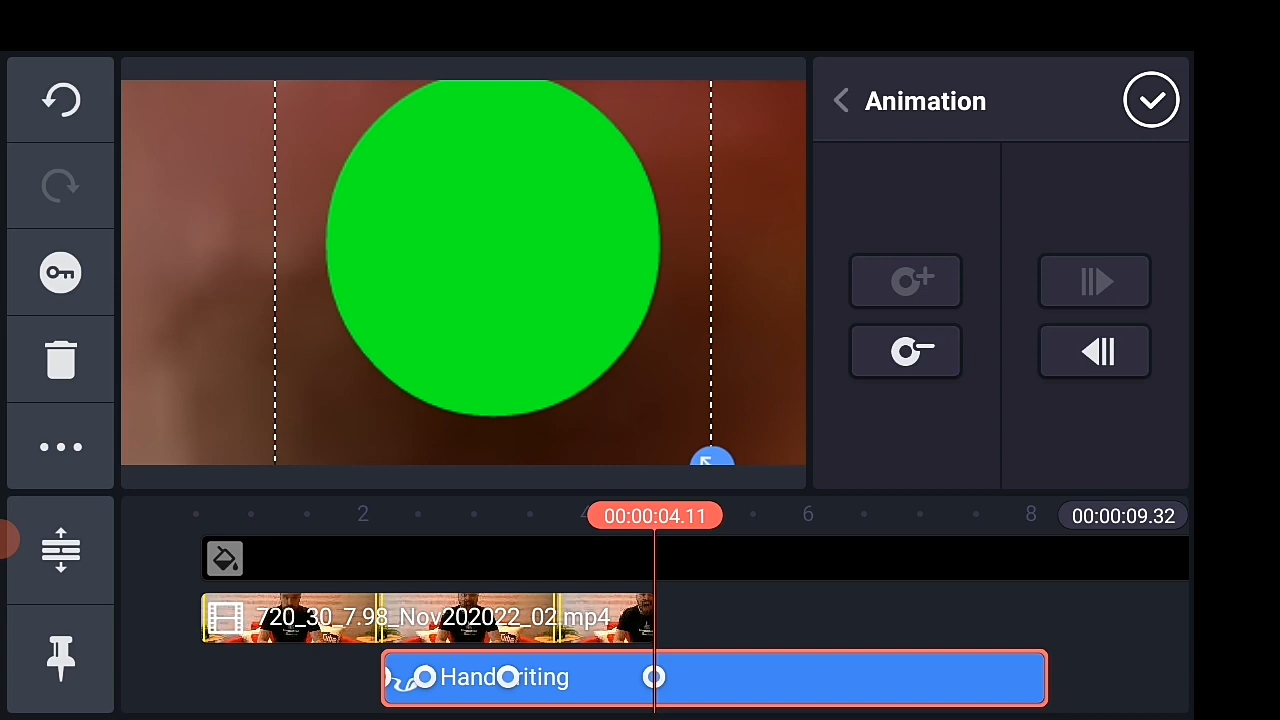 Animation
2
00:00:04.11
6
8
00:00:09.32
720_30_7.98_Nov202022_02.mp4
Handwriting